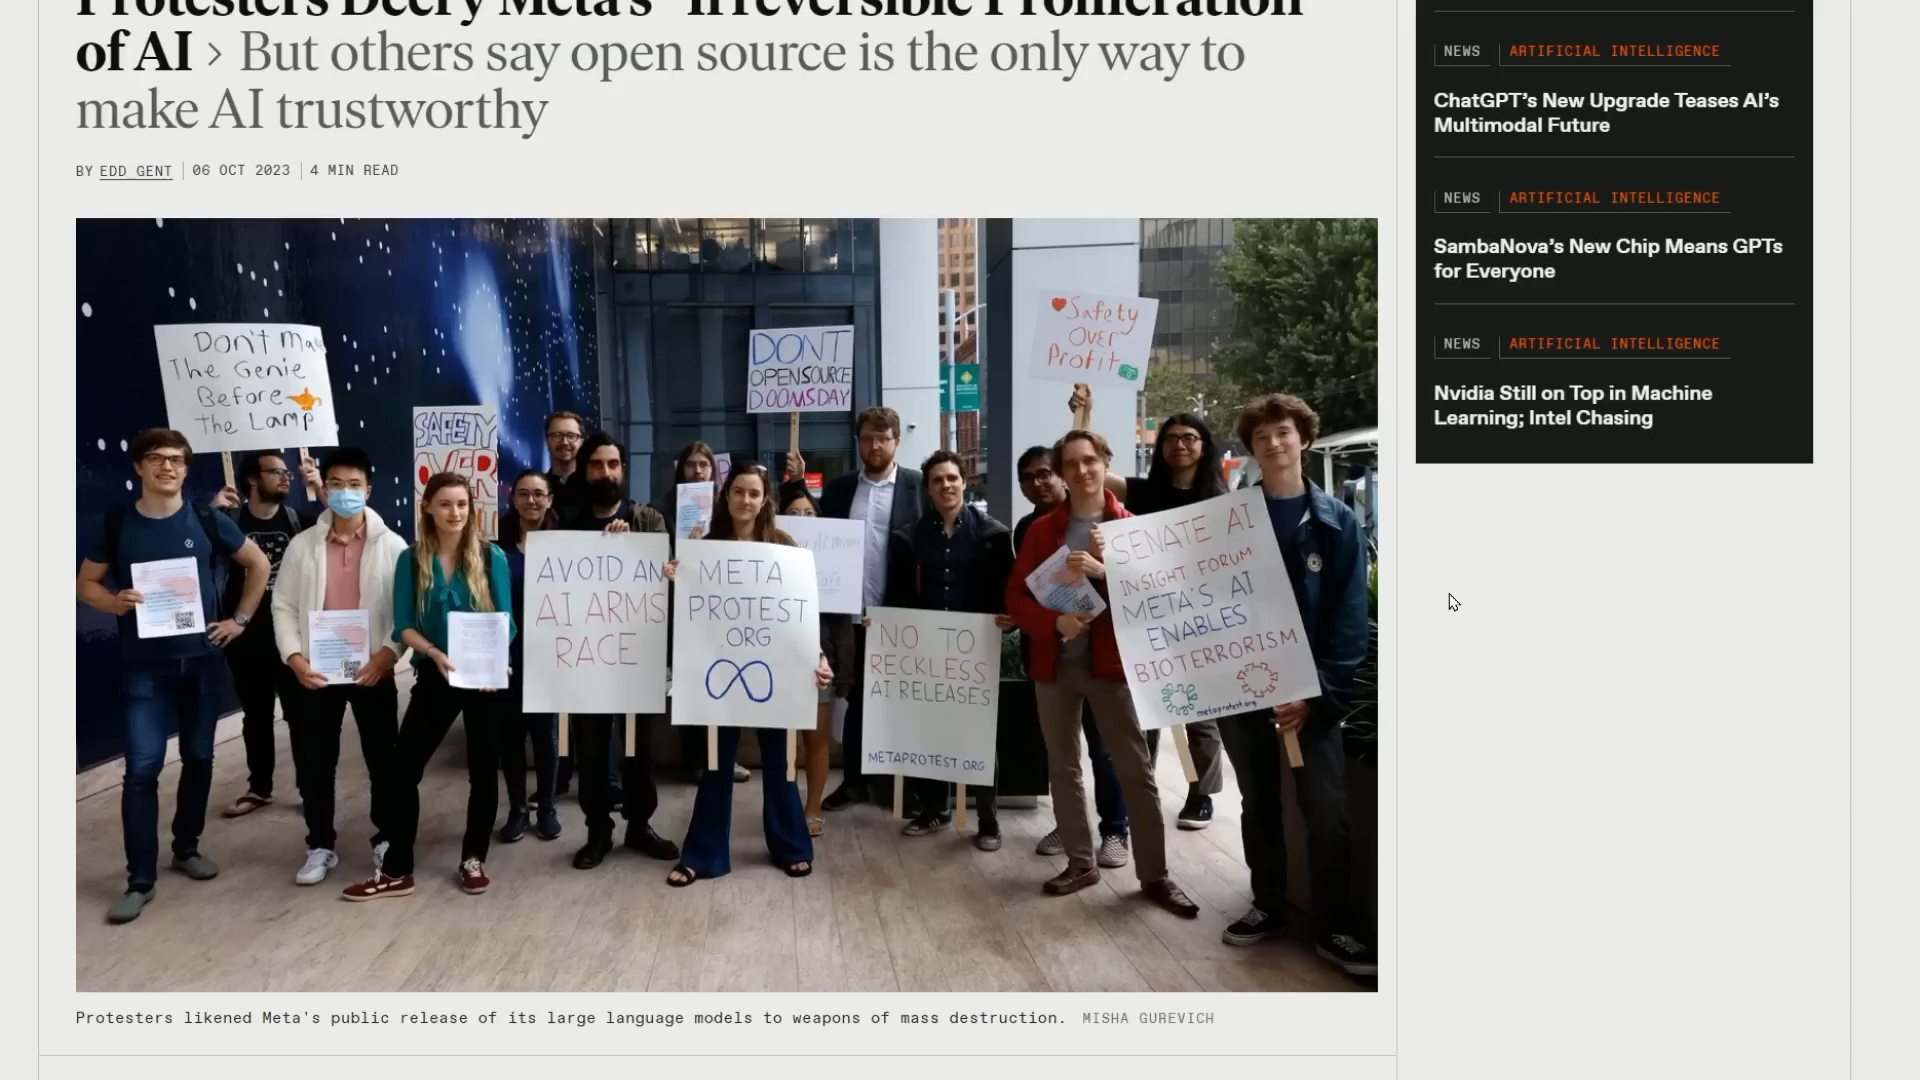 Protesters Decry Meta's "Irreversible Proliferation
of AI > But others say open source is the only way to
make AI trustworthy
BY EDD GENT
06 OCT 2023
4 MIN READ
Don't
The Genie
Before
the Lamp
SAFETY
OVER
DONT
OPENSOURCE
DOOMSDAY
Safety
Over
Profit
AVOID AN
AI ARMS
RACE
META
PROTEST
.ORG
NO TO
RECKLESS
AI RELEASES
METAPROTEST.ORG
SENATE AI
INSIGHT FORUM
META'S AI
ENABLES
BIOTERRORISM
metaprotest.org
Protesters likened Meta's public release of its large language models to weapons of mass destruction. MISHA GUREVICH
NEWS
ARTIFICIAL INTELLIGENCE
ChatGPT's New Upgrade Teases AI's
Multimodal Future
NEWS
ARTIFICIAL INTELLIGENCE
SambaNova's New Chip Means GPTs
for Everyone
NEWS
ARTIFICIAL INTELLIGENCE
Nvidia Still on Top in Machine
Learning; Intel Chasing